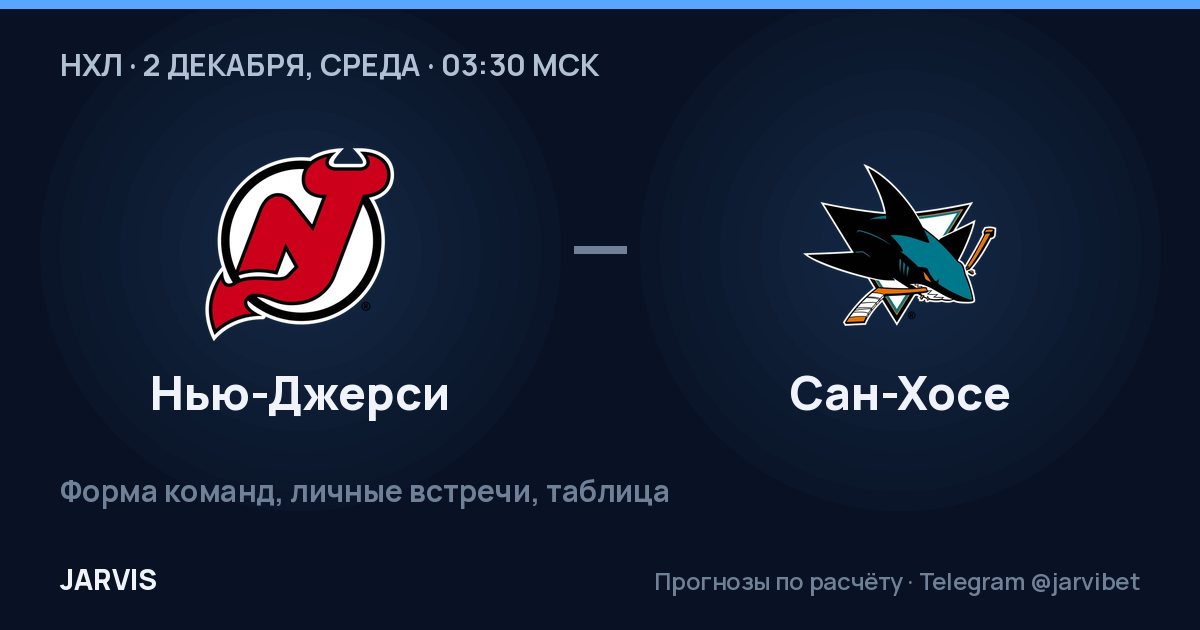 НХЛ · 2 ДЕКАБРЯ, СРЕДА · 03:30 МСК
NJ
—
Нью-Джерси
Сан-Хосе
Форма команд, личные встречи, таблица
JARVIS
Прогнозы по расчёту · Telegram @jarvibet